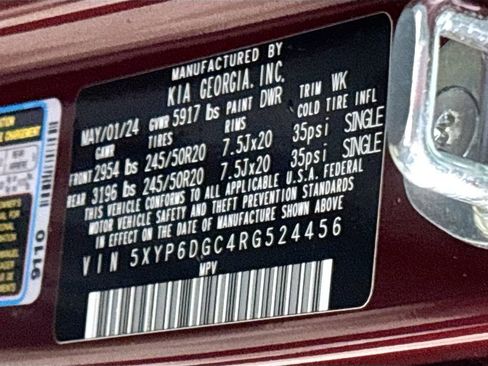 MANUFACTURED BY
KIA GEORGIA, INC.
MAY/01/24 GVWR 5917 lbs PAINT DWR TRIM WK
GAWR TIRES RIMS COLD TIRE INFL
FRONT 2954 lbs 245/50R20 7.5Jx20 35psi SINGLE
REAR 3196 lbs 245/50R20 7.5Jx20 35psi SINGLE
THIS VEHICLE CONFORMS TO ALL APPLICABLE U.S.A. FEDERAL
MOTOR VEHICLE SAFETY AND THEFT PREVENTION STANDARDS
IN EFFECT ON THE DATE OF MANUFACTURE SHOWN ABOVE
VIN 5XYP6DGC4RG524456
MPV
9110